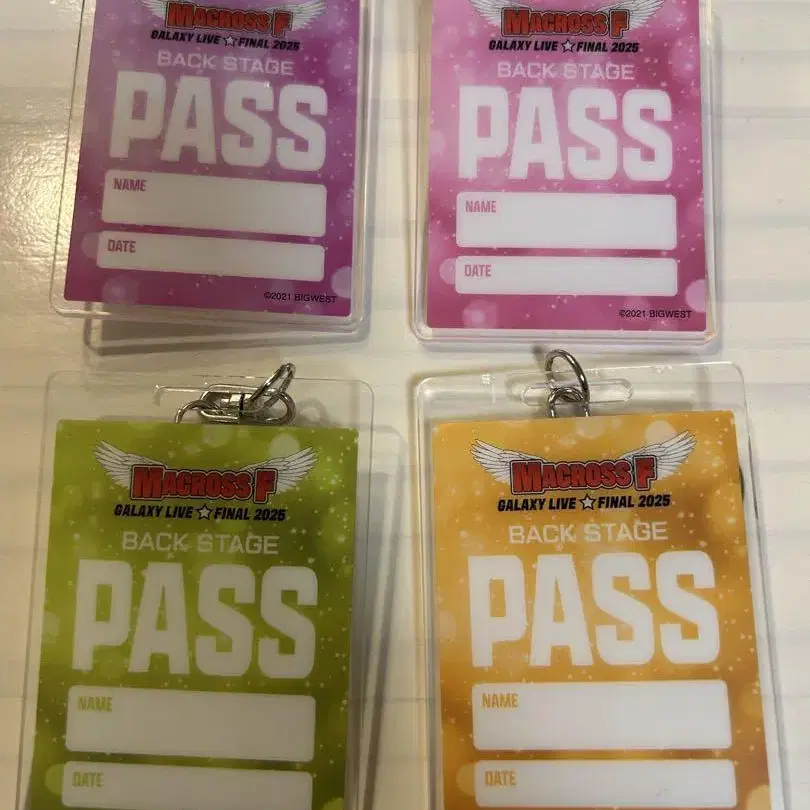 MACROSS F
GALAXY LIVE ☆ FINAL 2025
BACK STAGE
PASS
NAME
DATE
©2021 BIGWEST
MACROSS F
GALAXY LIVE ☆ FINAL 2025
BACK STAGE
PASS
NAME
DATE
©2021 BIGWEST
MACROSS F
GALAXY LIVE ☆ FINAL 2025
BACK STAGE
PASS
NAME
DATE
MACROSS F
GALAXY LIVE ☆ FINAL 2025
BACK STAGE
PASS
NAME
DATE